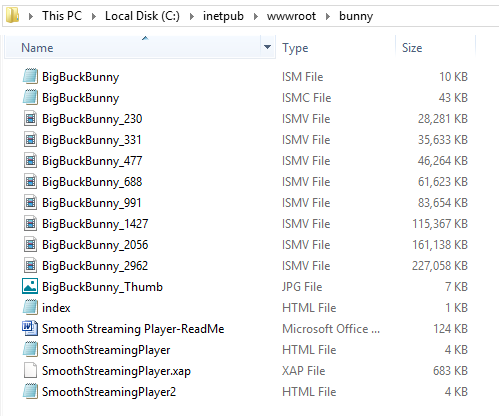 This PC Local Disk (C:) inetpub wwwroot bunny
Name Type Size
BigBuckBunny ISM File 10 KB
BigBuckBunny ISMC File 43 KB
BigBuckBunny_230 ISMV File 28,281 KB
BigBuckBunny_331 ISMV File 35,633 KB
BigBuckBunny_477 ISMV File 46,264 KB
BigBuckBunny_688 ISMV File 61,623 KB
BigBuckBunny_991 ISMV File 83,654 KB
BigBuckBunny_1427 ISMV File 115,367 KB
BigBuckBunny_2056 ISMV File 161,138 KB
BigBuckBunny_2962 ISMV File 227,058 KB
BigBuckBunny_Thumb JPG File 7 KB
index HTML File 1 KB
Smooth Streaming Player-ReadMe Microsoft Office ... 124 KB
SmoothStreamingPlayer HTML File 4 KB
SmoothStreamingPlayer.xap XAP File 683 KB
SmoothStreamingPlayer2 HTML File 4 KB